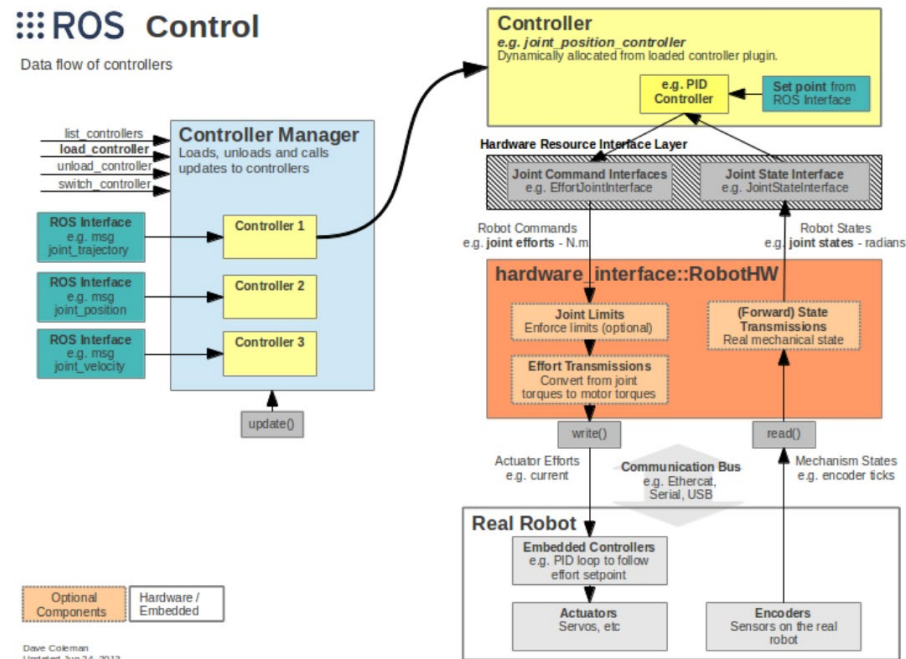 ROS Control
Data flow of controllers
list_controllers
load_controller
unload_controller
switch_controller
Controller Manager
Loads, unloads and calls
updates to controllers
ROS Interface
e.g. msg
joint_trajectory
Controller 1
ROS Interface
e.g. msg
joint_position
Controller 2
ROS Interface
e.g. msg
joint_velocity
Controller 3
update()
Controller
e.g. joint_position_controller
Dynamically allocated from loaded controller plugin.
e.g. PID
Controller
Set point from
ROS Interface
Hardware Resource Interface Layer
Joint Command Interfaces
e.g. EffortJointInterface
Joint State Interface
e.g. JointStateInterface
Robot Commands
e.g. joint efforts - N.m
Robot States
e.g. joint states - radians
hardware_interface::RobotHW
Joint Limits
Enforce limits (optional)
Effort Transmissions
Convert from joint
torques to motor torques
(Forward) State
Transmissions
Real mechanical state
write()
read()
Actuator Efforts
e.g. current
Communication Bus
e.g. Ethercat,
Serial, USB
Mechanism States
e.g. encoder ticks
Real Robot
Embedded Controllers
e.g. PID loop to follow
effort setpoint
Actuators
Servos, etc
Encoders
Sensors on the real
robot
Optional
Components
Hardware /
Embedded
Dave Coleman
Updated Jun 24, 2013